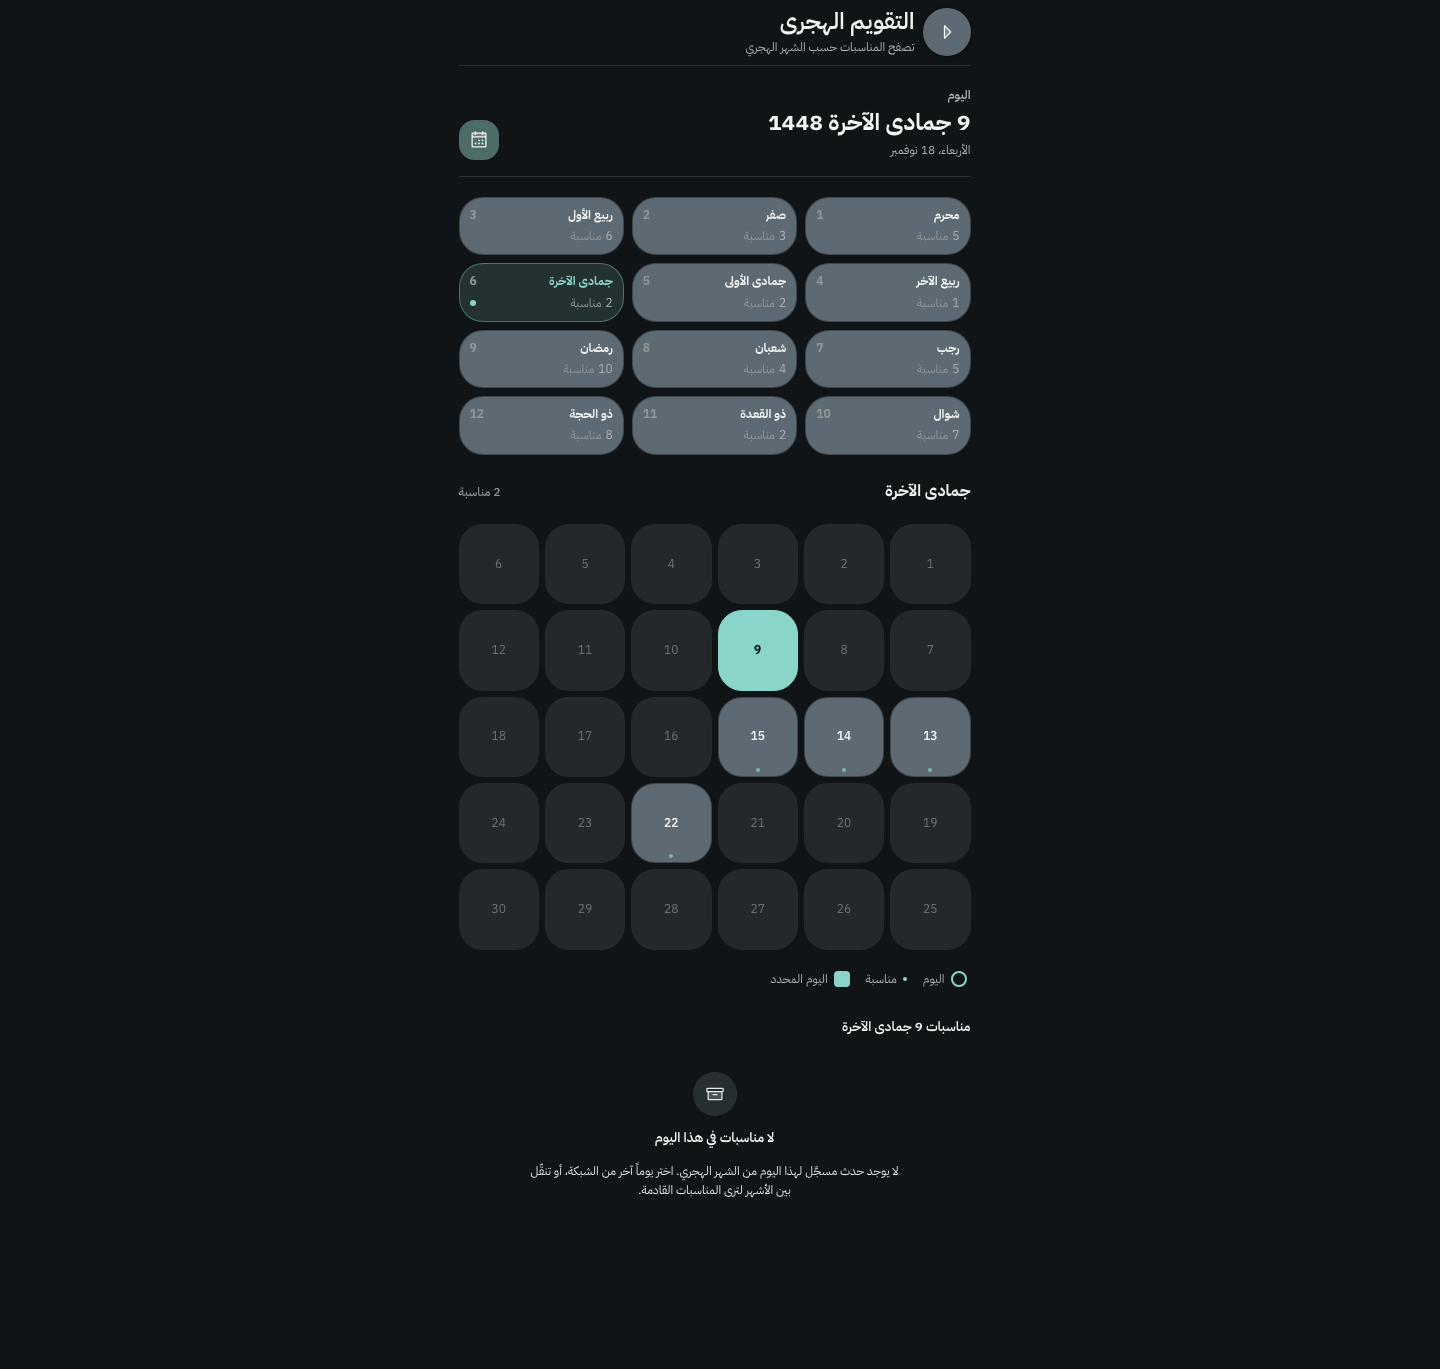 التقويم الهجري
تصفح المناسبات حسب الشهر الهجري
اليوم
9 جمادى الآخرة 1448
الأربعاء، 18 نوفمبر
محرم 1
5 مناسبة
صفر 2
3 مناسبة
ربيع الأول 3
6 مناسبة
ربيع الآخر 4
1 مناسبة
جمادى الأولى 5
2 مناسبة
جمادى الآخرة 6
2 مناسبة
رجب 7
5 مناسبة
شعبان 8
4 مناسبة
رمضان 9
10 مناسبة
شوال 10
7 مناسبة
ذو القعدة 11
2 مناسبة
ذو الحجة 12
8 مناسبة
جمادى الآخرة
2 مناسبة
1 2 3 4 5 6
7 8 9 10 11 12
13 14 15 16 17 18
19 20 21 22 23 24
25 26 27 28 29 30
اليوم مناسبة اليوم المحدد
مناسبات 9 جمادى الآخرة
لا مناسبات في هذا اليوم
لا يوجد حدث مسجَّل لهذا اليوم من الشهر الهجري. اختر يوماً آخر من الشبكة، أو تنقّل
بين الأشهر لترى المناسبات القادمة.